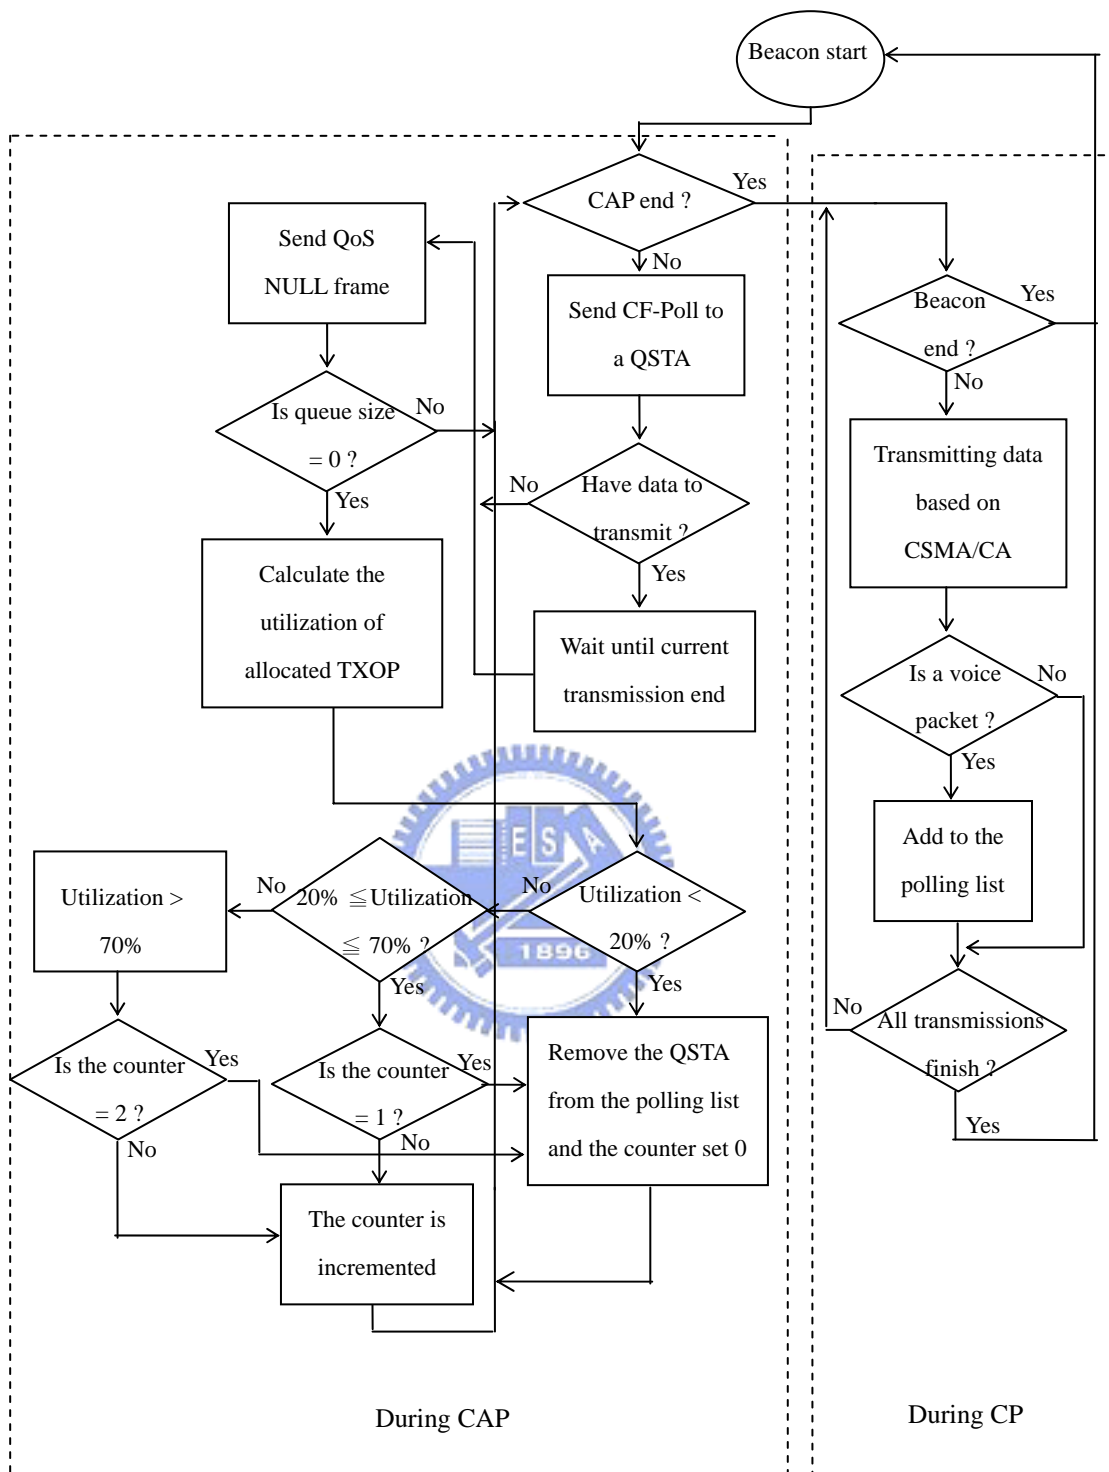 Beacon start
CAP end ?
Yes
No
Send QoS
NULL frame
Send CF-Poll to
a QSTA
Beacon
end ?
Yes
No
Is queue size
= 0 ?
No
Yes
Have data to
transmit ?
No
Yes
Transmitting data
based on
CSMA/CA
Calculate the
utilization of
allocated TXOP
Wait until current
transmission end
Is a voice
packet ?
No
Yes
Add to the
polling list
Utilization >
70%
No
20% ≦Utilization
≦ 70% ?
Yes
No
Utilization <
20% ?
Yes
E S A
1896
All transmissions
finish ?
No
Yes
Is the counter
= 2 ?
Yes
No
Is the counter
= 1 ?
Yes
No
Remove the QSTA
from the polling list
and the counter set 0
The counter is
incremented
During CAP
During CP